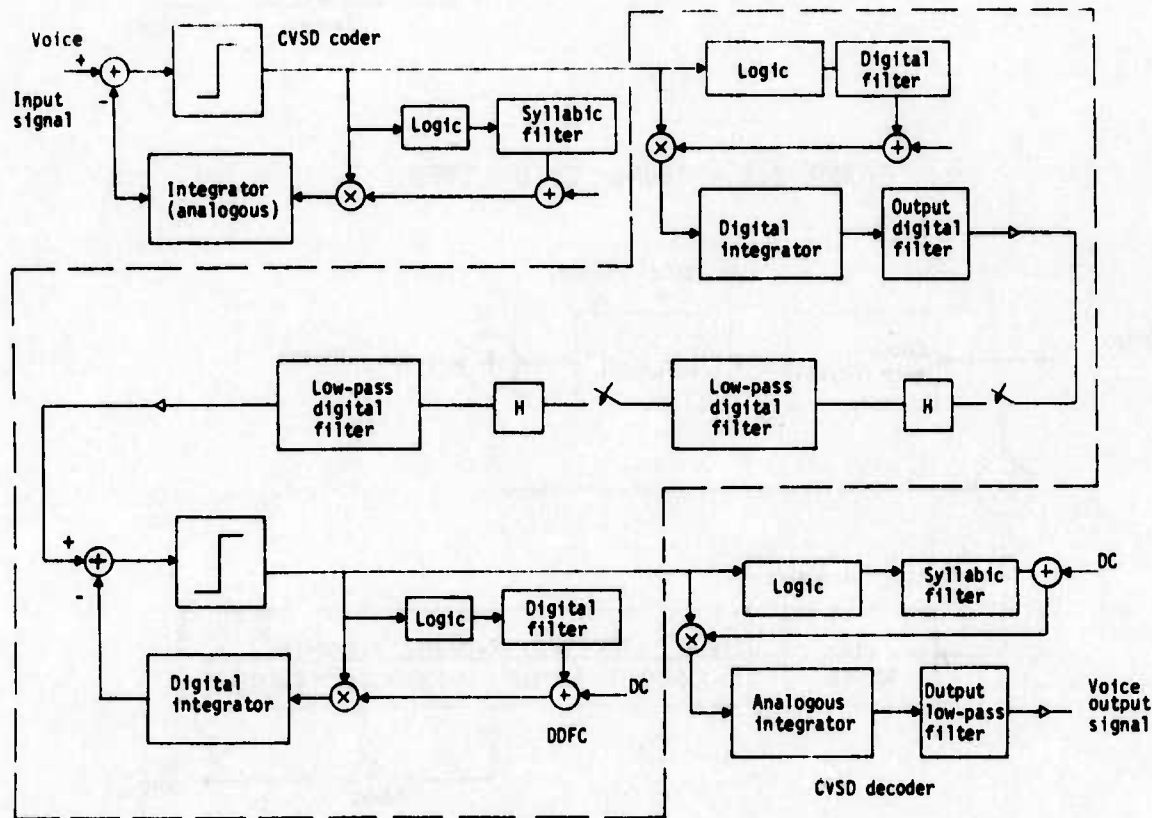 Voice
CVSD coder
+
+
-
Input
signal
Logic
Syllabic
filter
Integrator
(analogous)
×
+
Logic
Digital
filter
×
+
Digital
integrator
Output
digital
filter
Low-pass
digital
filter
H
Low-pass
digital
filter
H
+
+
-
Logic
Digital
filter
Digital
integrator
×
+
DC
DDFC
Logic
Syllabic
filter
+
DC
×
Analogous
integrator
Output
low-pass
filter
Voice
output
signal
CVSD decoder